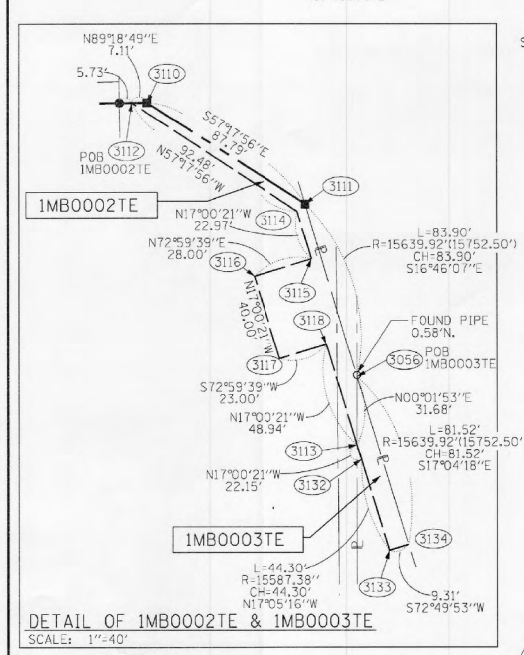 N89°18'49"E
7.11'
5.73'
3110
S57°17'56"E
87.79'
3112
POB
1MB0002TE
92.48'
N57°17'56"W
3111
1MB0002TE
N17°00'21"W
22.97'
3114
L=83.90'
R=15639.92'(15752.50')
CH=83.90'
S16°46'07"E
N72°59'39"E
28.00'
3116
3115
N17°00'21"W
40.00'
3118
FOUND PIPE
0.58'N.
3056
POB
1MB0003TE
3117
S72°59'39"W
23.00'
N00°01'53"E
31.68'
N17°00'21"W
48.94'
L=81.52'
R=15639.92'(15752.50'
CH=81.52'
S17°04'18"E
3113
N17°00'21"W
22.15'
3132
1MB0003TE
3134
L=44.30'
R=15587.38''
CH=44.30'
N17°05'16"W
3133
9.31'
S72°49'53"W
DETAIL OF 1MB0002TE & 1MB0003TE
SCALE: 1"=40'